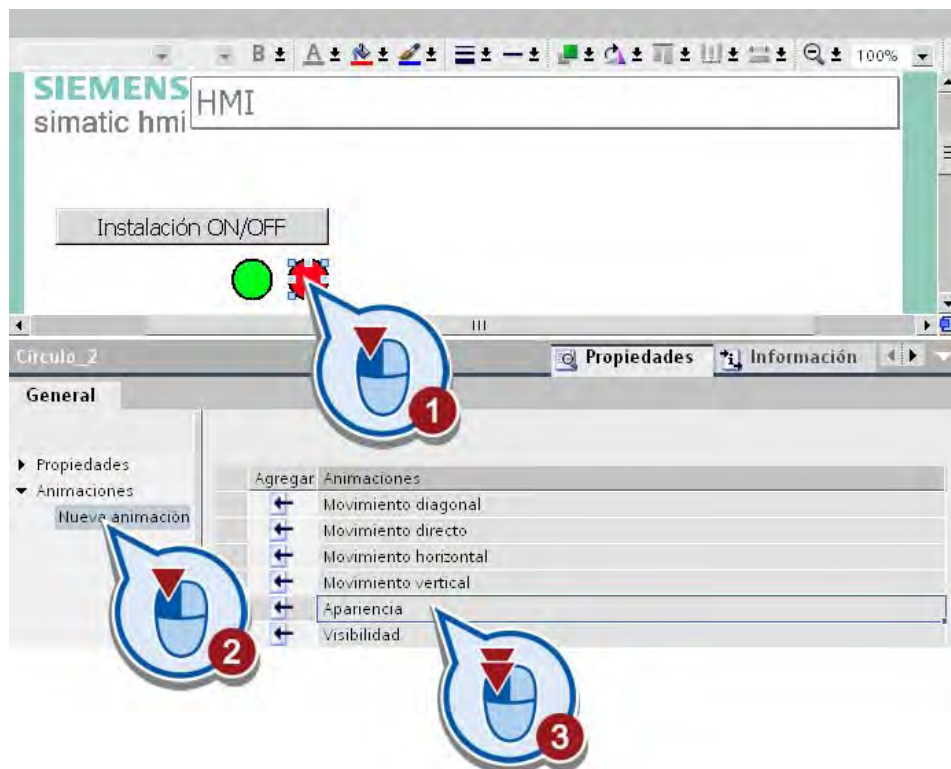 B A 100%
SIEMENS
simatic hmi
HMI
Instalación ON/OFF
Círculo_2
Propiedades Información
General
1
Propiedades
Animaciones
Nueva animación
Agregar Animaciones
Movimiento diagonal
Movimiento directo
Movimiento horizontal
Movimiento vertical
Apariencia
Visibilidad
2
3